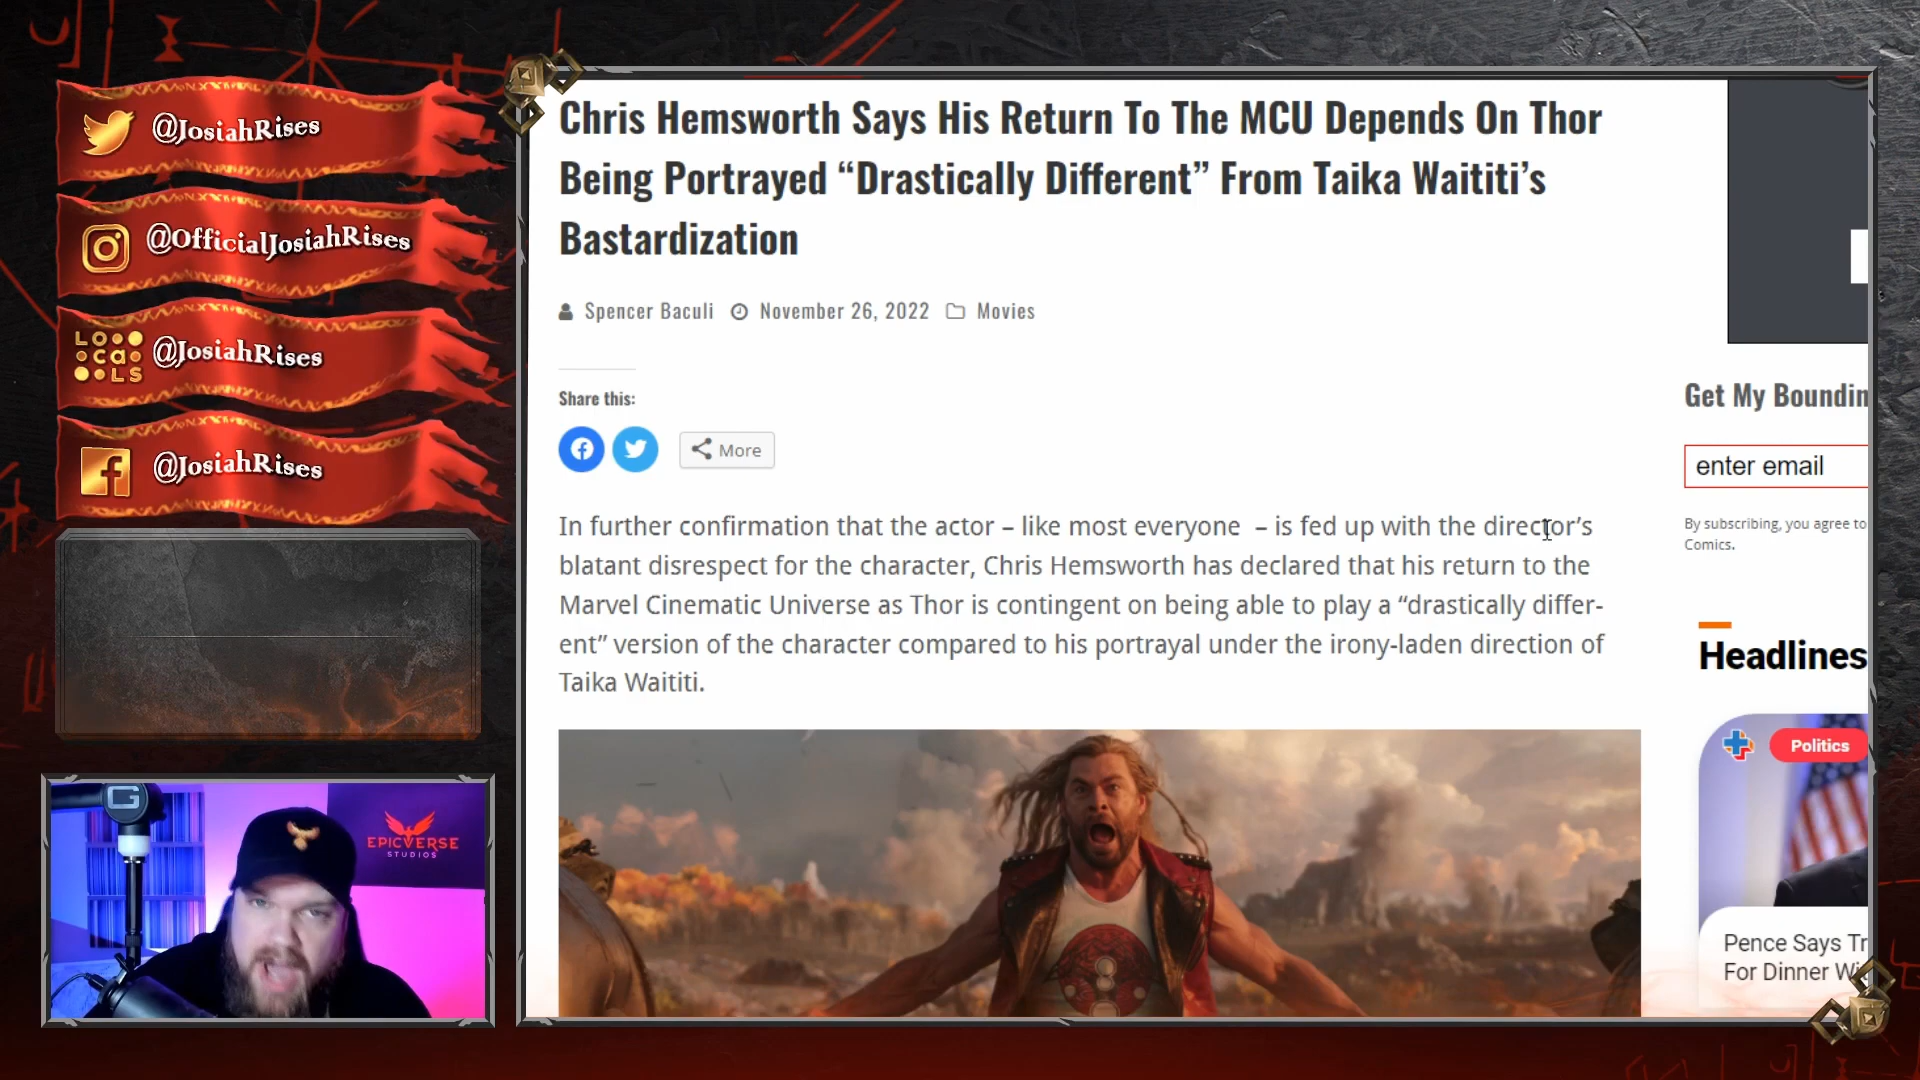 @JosiahRises
@OfficialJosiahRises
LO
ca
LS
@JosiahRises
@JosiahRises
EPICVERSE
STUDIOS
Chris Hemsworth Says His Return To The MCU Depends On Thor
Being Portrayed “Drastically Different” From Taika Waititi’s
Bastardization
Spencer Baculi November 26, 2022 Movies
Share this:
More
In further confirmation that the actor – like most everyone – is fed up with the director’s
blatant disrespect for the character, Chris Hemsworth has declared that his return to the
Marvel Cinematic Universe as Thor is contingent on being able to play a “drastically differ-
ent” version of the character compared to his portrayal under the irony-laden direction of
Taika Waititi.
Get My Boundin
enter email
By subscribing, you agree to
Comics.
Headlines
Politics
Pence Says Tr
For Dinner Wi